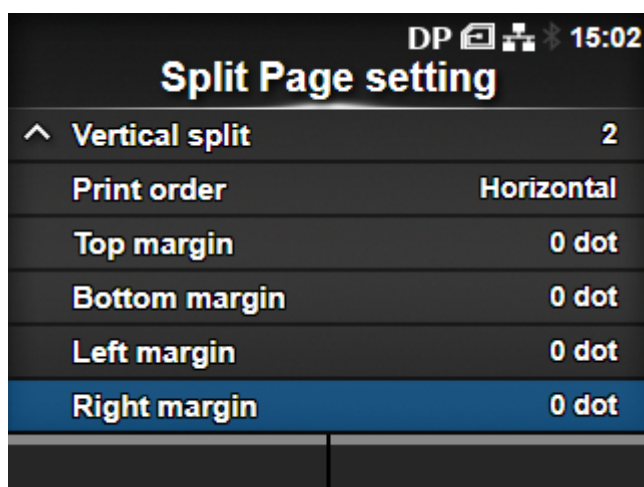 DP 15:02
Split Page setting
Vertical split 2
Print order Horizontal
Top margin 0 dot
Bottom margin 0 dot
Left margin 0 dot
Right margin 0 dot